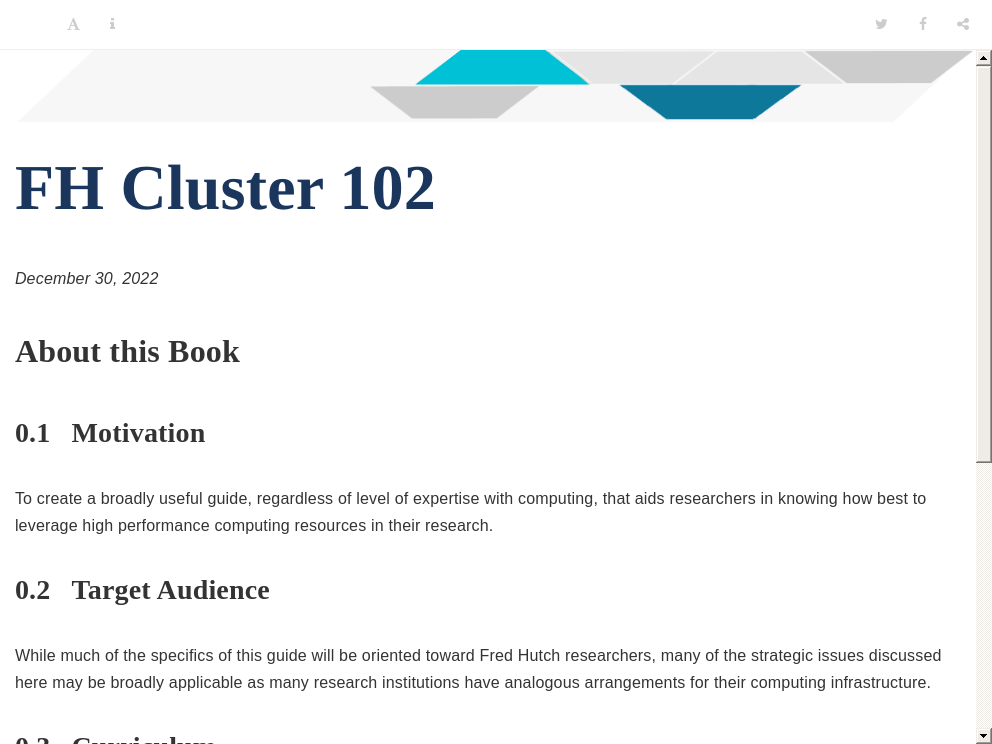 FH Cluster 102
December 30, 2022
About this Book
0.1 Motivation
To create a broadly useful guide, regardless of level of expertise with computing, that aids researchers in knowing how best to
leverage high performance computing resources in their research.
0.2 Target Audience
While much of the specifics of this guide will be oriented toward Fred Hutch researchers, many of the strategic issues discussed
here may be broadly applicable as many research institutions have analogous arrangements for their computing infrastructure.
0.3 Curriculum